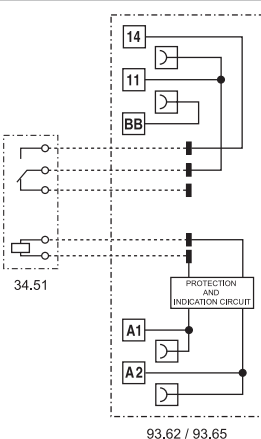 14
11
BB
34.51
PROTECTION
AND
INDICATION CIRCUIT
A1
A2
93.62 / 93.65